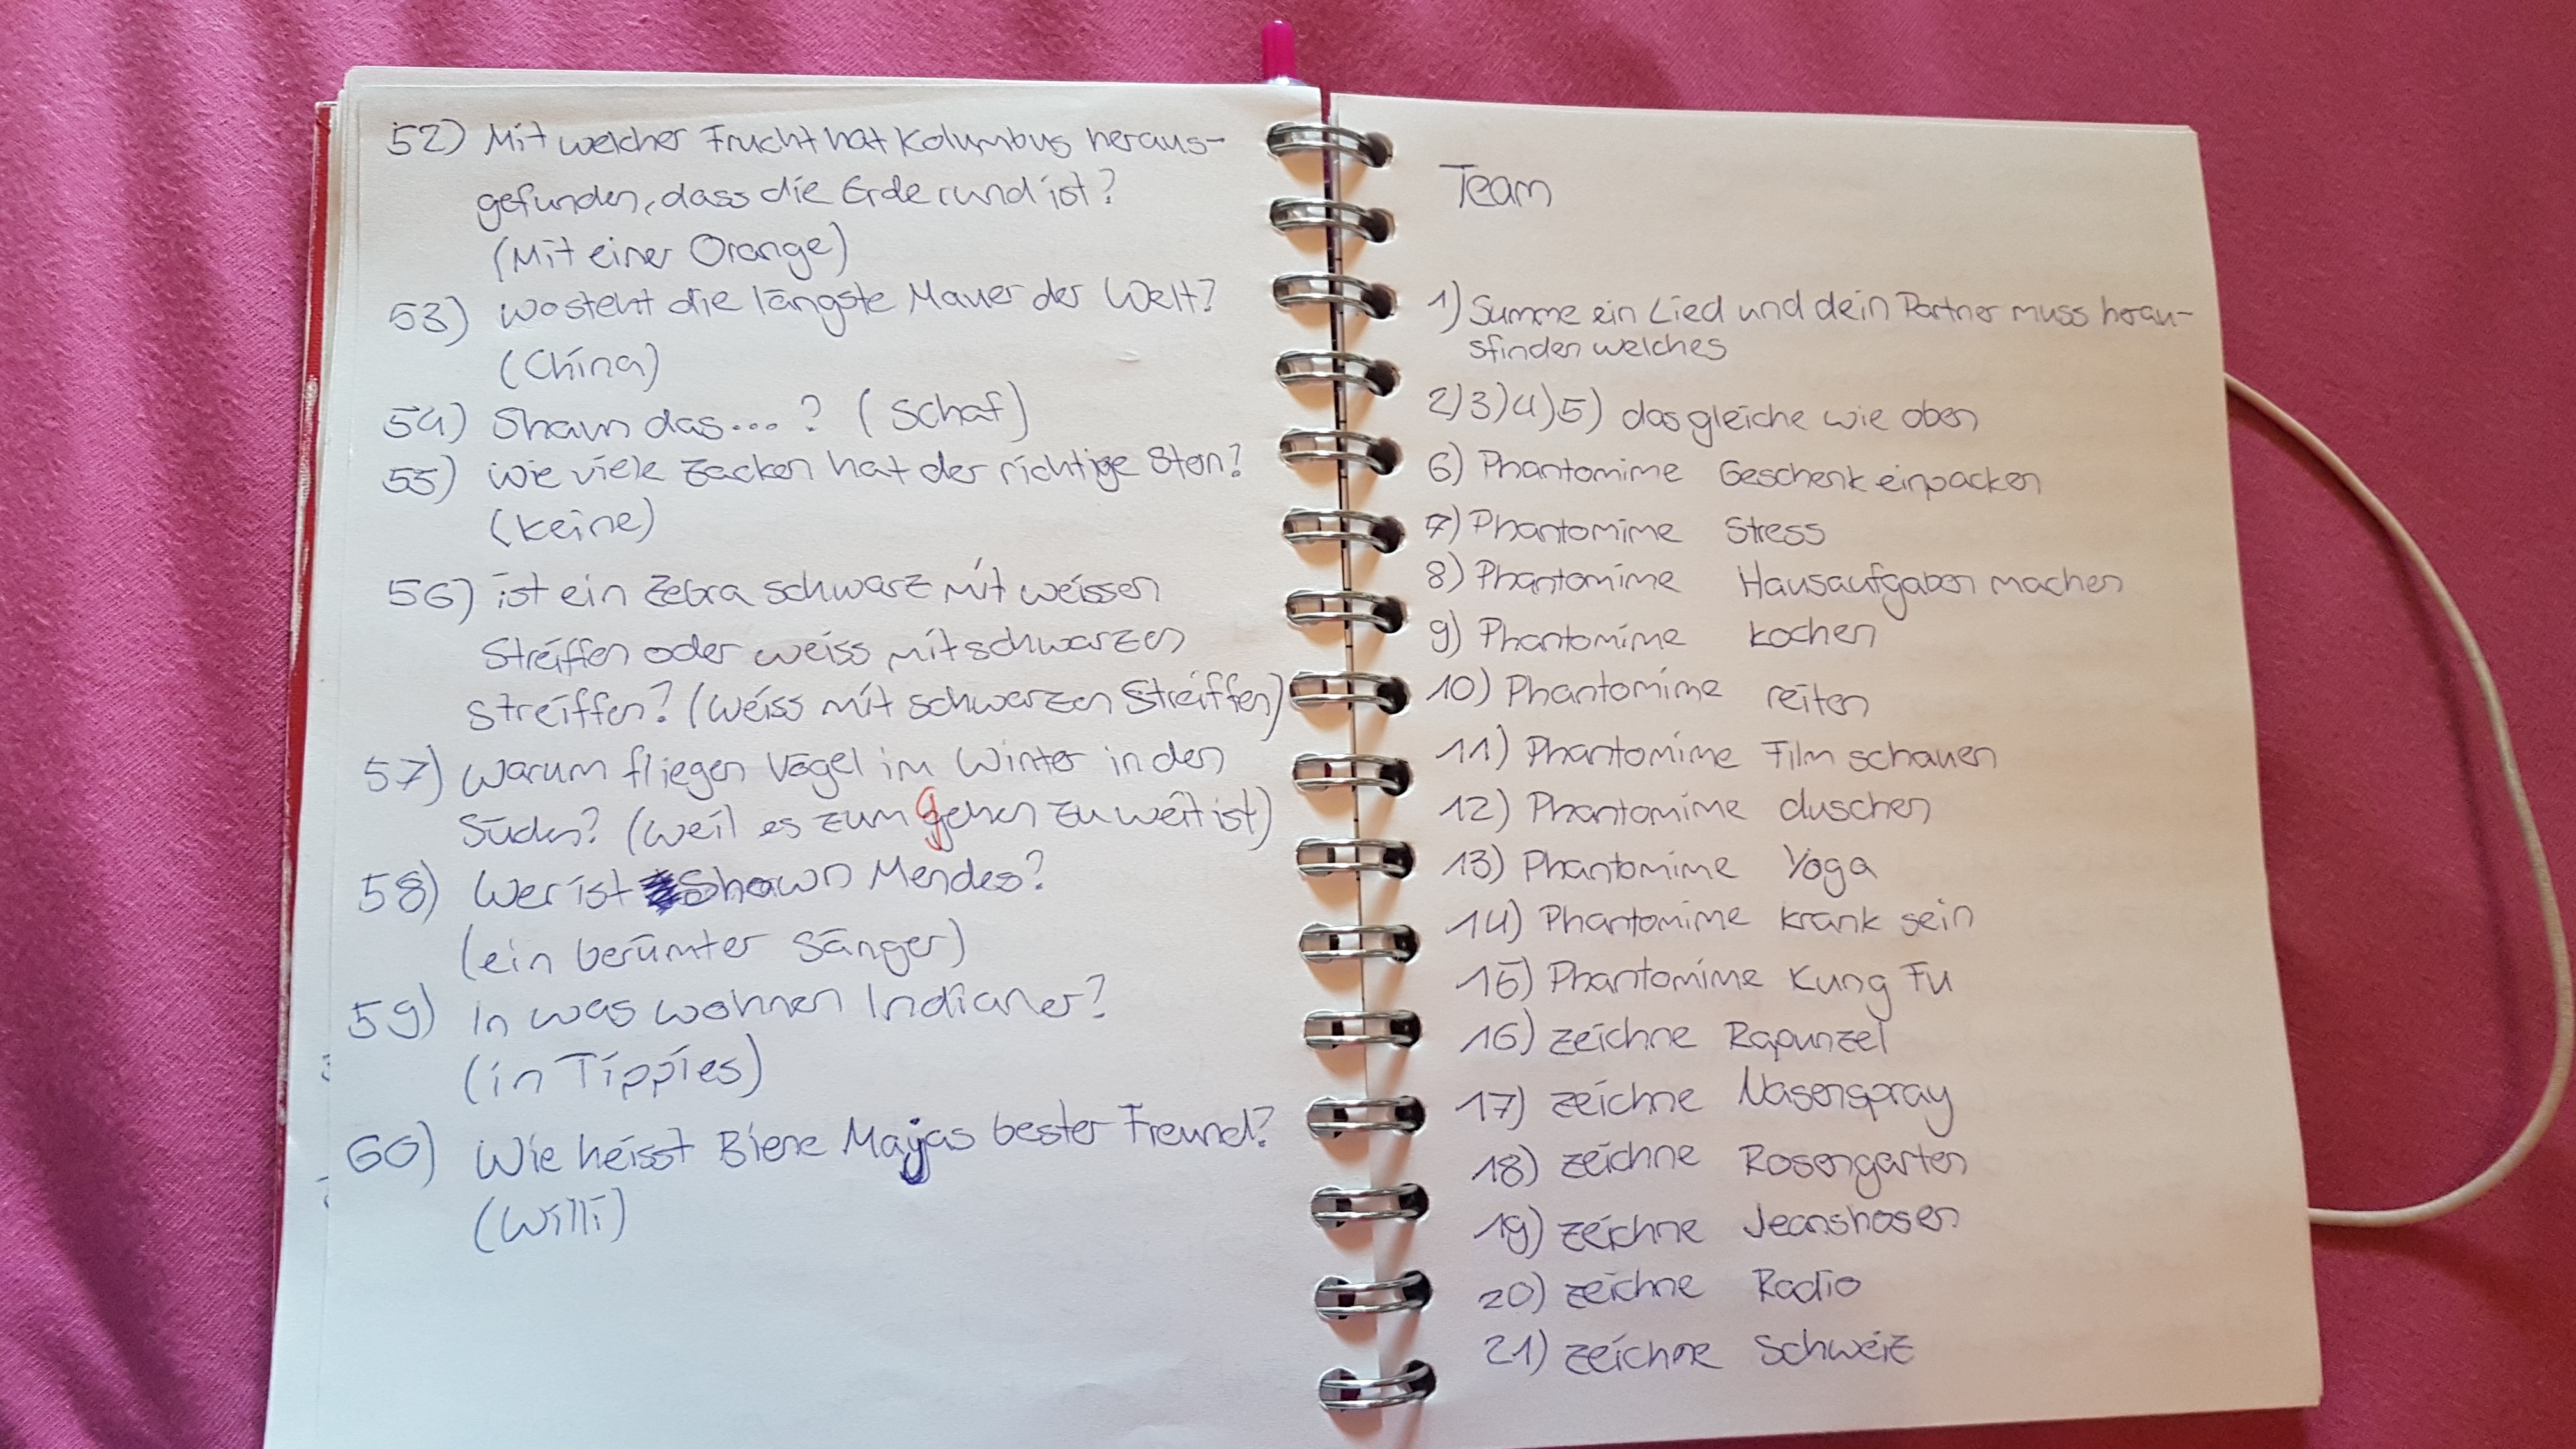 52) Mit welcher Frucht hat Kolumbus heraus-
gefunden, dass die Erde rund ist?
(Mit einer Orange)
53) wo steht die längste Mauer der Welt?
(China)
54) Shaun das...? (Schaf)
55) wie viele Zacken hat der richtige Stern?
(keine)
56) ist ein Zebra schwarz mit weissen
Streiffen oder weiss mit schwarzen
Streiffen? (weiss mit schwarzen Streiffen)
57) Warum fliegen Vögel im Winter in den
Süden? (weil es zum gehen zu weit ist)
58) Wer ist Shawn Mendes?
(ein berümter Sänger)
59) In was wohnen Indianer?
(in Tippies)
60) Wie heisst Biene Majas bester Freund?
(Willi)
Team
1) Summe ein Lied und dein Partner muss herau-
sfinden welches
2) 3) 4) 5) das gleiche wie oben
6) Phantomime Geschenk einpacken
7) Phantomime Stress
8) Phantomime Hausaufgaben machen
9) Phantomime kochen
10) Phantomime reiten
11) Phantomime Film schauen
12) Phantomime duschen
13) Phantomime Yoga
14) Phantomime krank sein
15) Phantomime Kung Fu
16) zeichne Rapunzel
17) zeichne Nasenspray
18) zeichne Rosengarten
19) zeichne Jeanshosen
20) zeichne Radio
21) zeichne Schweiz